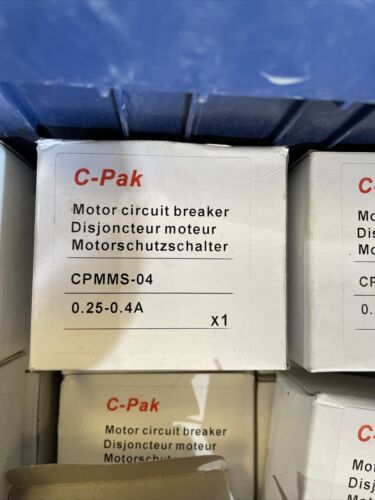 C-Pak
Motor circuit breaker
Disjoncteur moteur
Motorschutzschalter
CPMMS-04
0.25-0.4A
x1
C-Pak
Motor circuit breaker
Disjoncteur moteur
Motorschutzschalter